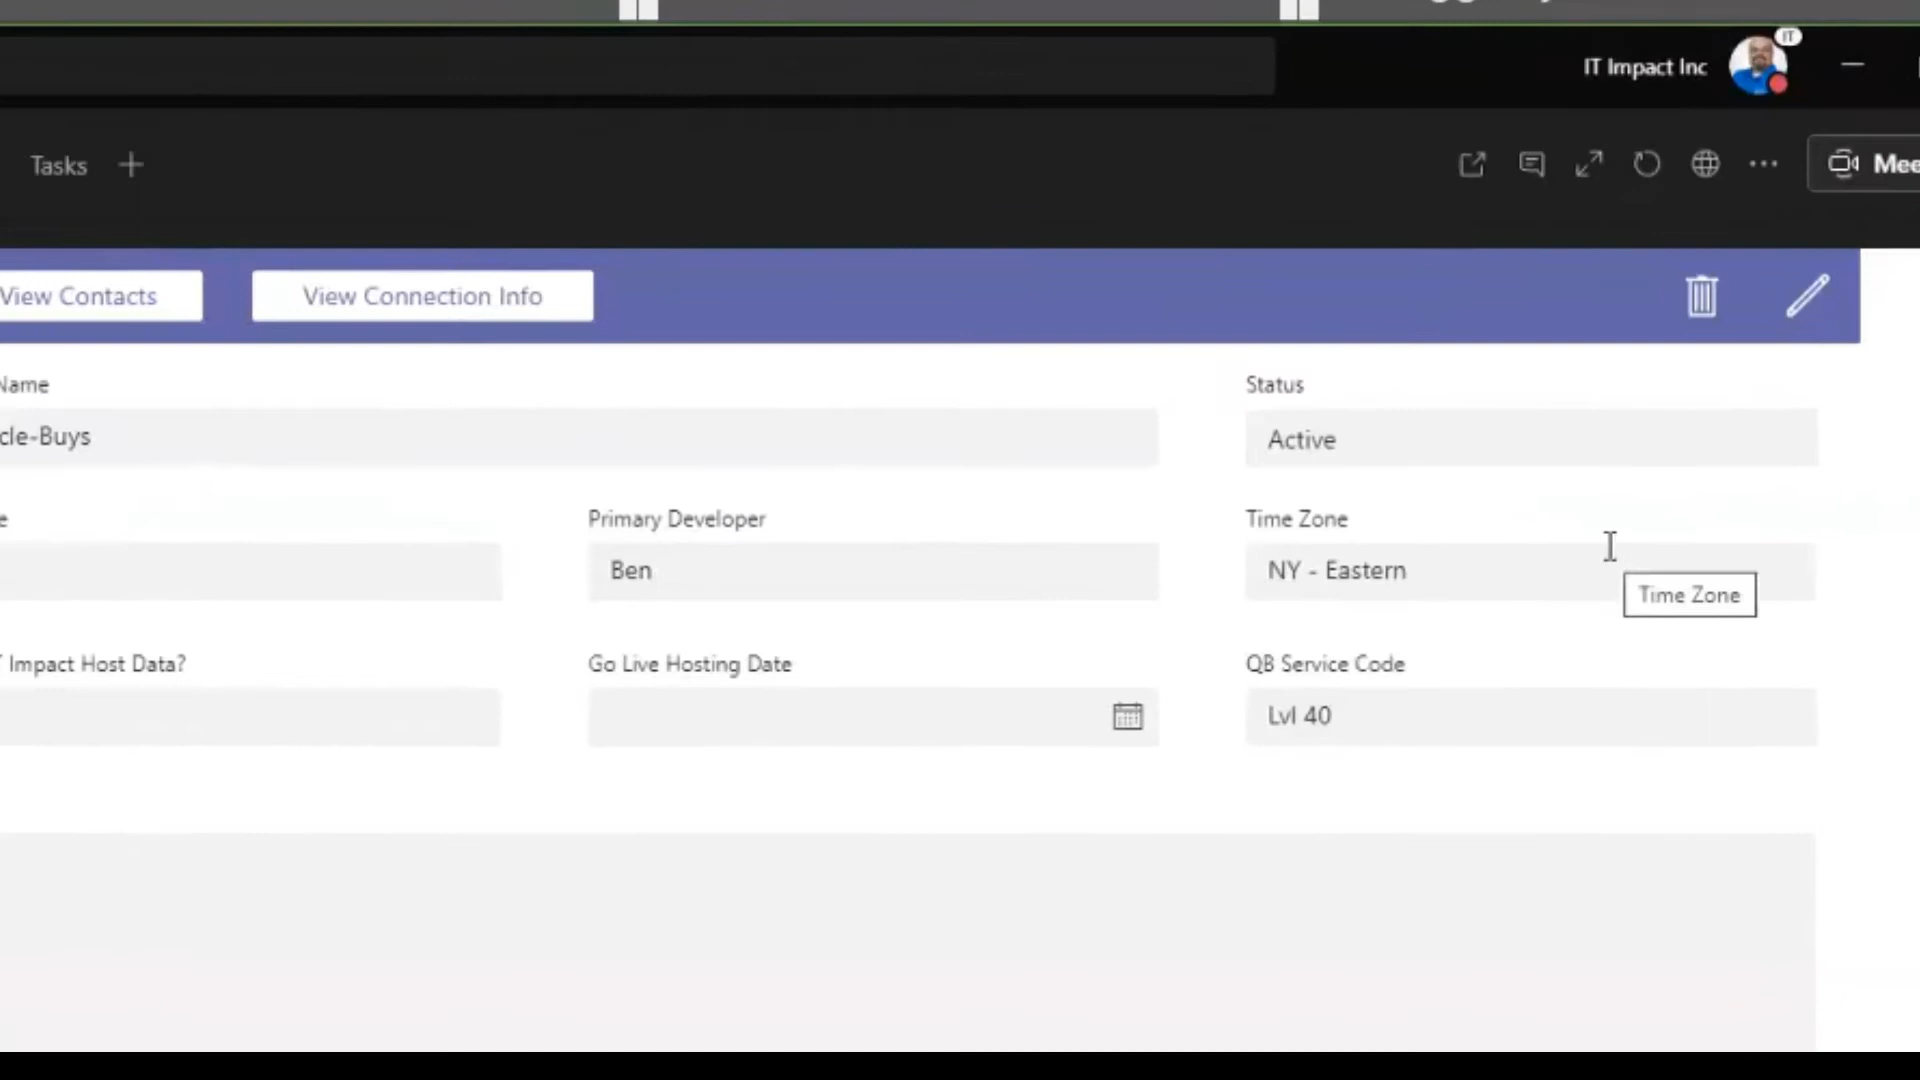 IT
IT Impact Inc
Tasks
Mee
View Contacts
View Connection Info
Name
Status
cle-Buys
Active
e
Primary Developer
Time Zone
Ben
NY - Eastern
Time Zone
T Impact Host Data?
Go Live Hosting Date
QB Service Code
Lvl 40